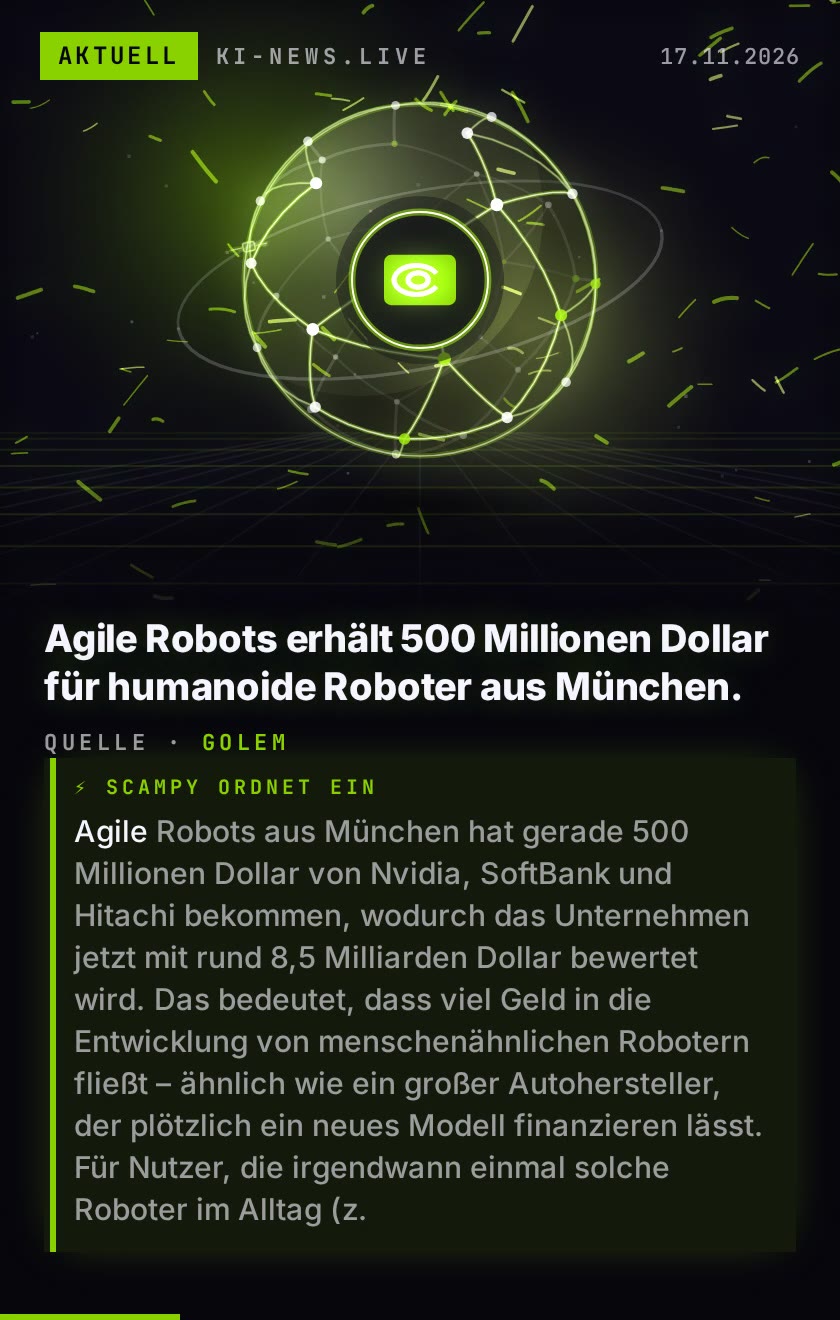 AKTUELL KI-NEWS.LIVE 17.11.2026
Agile Robots erhält 500 Millionen Dollar
für humanoide Roboter aus München.
QUELLE · GOLEM
⚡ SCAMPY ORDNET EIN
Agile Robots aus München hat gerade 500
Millionen Dollar von Nvidia, SoftBank und
Hitachi bekommen, wodurch das Unternehmen
jetzt mit rund 8,5 Milliarden Dollar bewertet
wird. Das bedeutet, dass viel Geld in die
Entwicklung von menschenähnlichen Robotern
fließt – ähnlich wie ein großer Autohersteller,
der plötzlich ein neues Modell finanzieren lässt.
Für Nutzer, die irgendwann einmal solche
Roboter im Alltag (z.